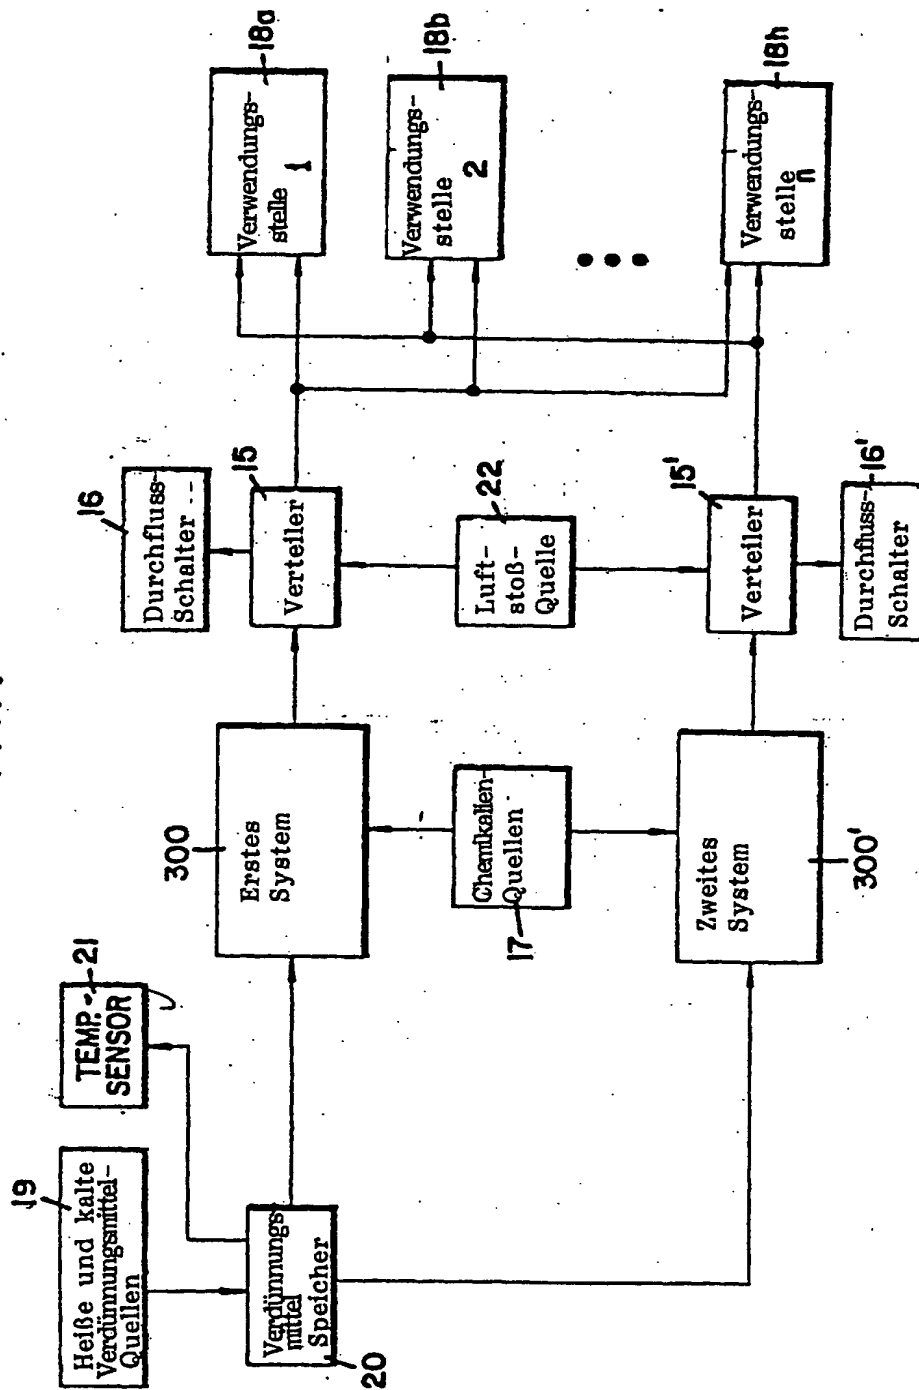 19
Heiße und kalte
Verdünnungsmittel-
Quellen
TEMP.
SENSOR
21
Verdünnungs
mittel
Speicher
20
300
Erstes
System
Chemikalien-
Quellen
17
Zweites
System
300'
16
Durchfluss-
Schalter
15
Verteiler
22
Luft-
stoß-
Quelle
15'
Verteiler
Durchfluss-
Schalter
16'
Verwendungs-
stelle 1
18a
Verwendungs-
stelle 2
18b
Verwendungs-
stelle n
18n